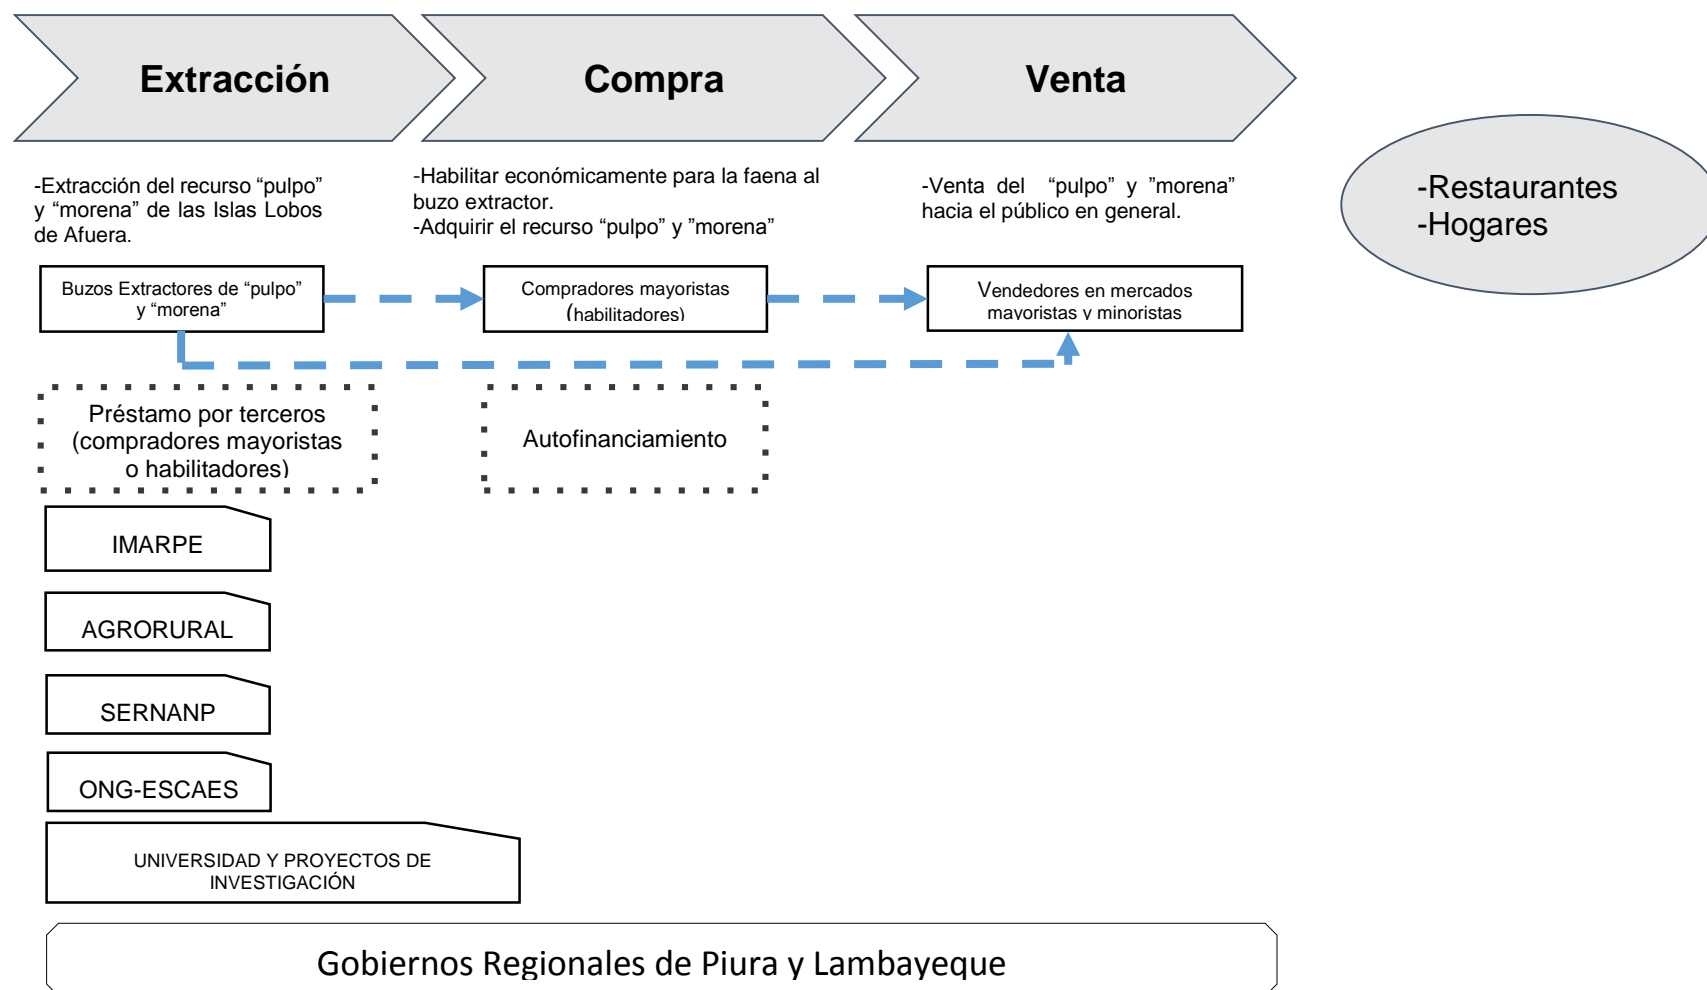 Extracción
Compra
Venta
-Extracción del recurso “pulpo”
y “morena” de las Islas Lobos
de Afuera.
-Habilitar económicamente para la faena al
buzo extractor.
-Adquirir el recurso “pulpo” y ”morena”
-Venta del “pulpo” y ”morena”
hacia el público en general.
-Restaurantes
-Hogares
Buzos Extractores de “pulpo”
y “morena”
Compradores mayoristas
(habilitadores)
Vendedores en mercados
mayoristas y minoristas
Préstamo por terceros
(compradores mayoristas
o habilitadores)
Autofinanciamiento
IMARPE
AGRORURAL
SERNANP
ONG-ESCAES
UNIVERSIDAD Y PROYECTOS DE
INVESTIGACIÓN
Gobiernos Regionales de Piura y Lambayeque